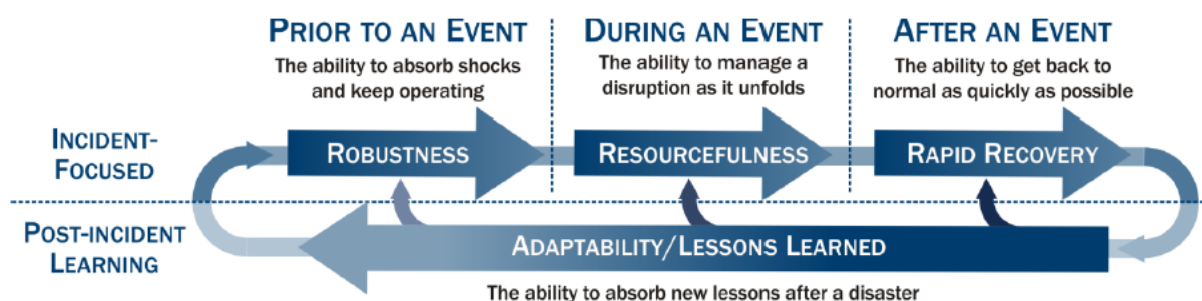 PRIOR TO AN EVENT
The ability to absorb shocks
and keep operating
DURING AN EVENT
The ability to manage a
disruption as it unfolds
AFTER AN EVENT
The ability to get back to
normal as quickly as possible
INCIDENT-
FOCUSED
ROBUSTNESS
RESOURCEFULNESS
RAPID RECOVERY
POST-INCIDENT
LEARNING
ADAPTABILITY/LESSONS LEARNED
The ability to absorb new lessons after a disaster